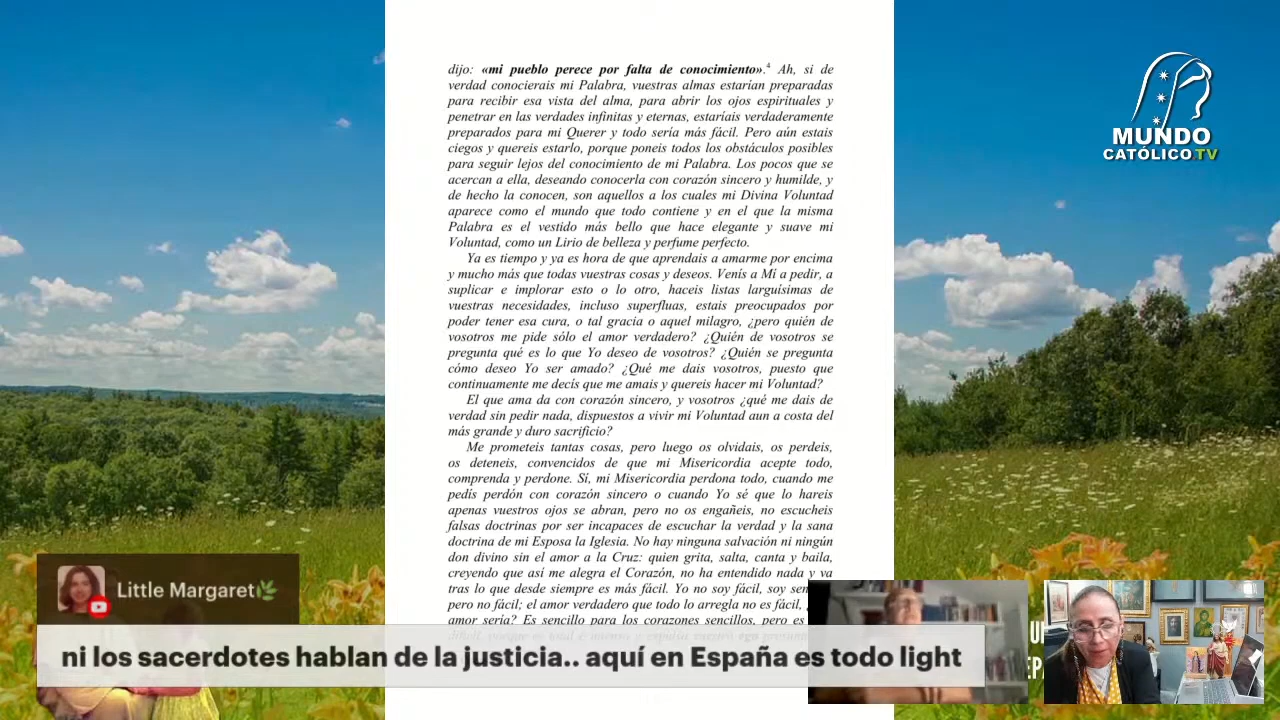 dijo: «mi pueblo perece por falta de conocimiento».⁴ Ah, si de
verdad conocierais mi Palabra, vuestras almas estarían preparadas
para recibir esa vista del alma, para abrir los ojos espirituales y
penetrar en las verdades infinitas y eternas, estaríais verdaderamente
preparados para mi Querer y todo sería más fácil. Pero aún estais
ciegos y quereis estarlo, porque poneis todos los obstáculos posibles
para seguir lejos del conocimiento de mi Palabra. Los pocos que se
acercan a ella, deseando conocerla con corazón sincero y humilde, y
de hecho la conocen, son aquellos a los cuales mi Divina Voluntad
aparece como el mundo que todo contiene y en el que la misma
Palabra es el vestido más bello que hace elegante y suave mi
Voluntad, como un Lirio de belleza y perfume perfecto.
Ya es tiempo y ya es hora de que aprendais a amarme por encima
y mucho más que todas vuestras cosas y deseos. Venís a Mí a pedir, a
suplicar e implorar esto o lo otro, haceis listas larguísimas de
vuestras necesidades, incluso superfluas, estais preocupados por
poder tener esa cura, o tal gracia o aquel milagro, ¿pero quién de
vosotros me pide sólo el amor verdadero? ¿Quién de vosotros se
pregunta qué es lo que Yo deseo de vosotros? ¿Quién se pregunta
cómo deseo Yo ser amado? ¿Qué me dais vosotros, puesto que
continuamente me decís que me amais y quereis hacer mi Voluntad?
El que ama da con corazón sincero, y vosotros ¿qué me dais de
verdad sin pedir nada, dispuestos a vivir mi Voluntad aun a costa del
más grande y duro sacrificio?
Me prometeis tantas cosas, pero luego os olvidais, os perdeis,
os deteneis, convencidos de que mi Misericordia acepte todo,
comprenda y perdone. Sí, mi Misericordia perdona todo, cuando me
pedís perdón con corazón sincero o cuando Yo sé que lo hareis
apenas vuestros ojos se abran, pero no os engañeis, no escucheis
falsas doctrinas por ser incapaces de escuchar la verdad y la sana
doctrina de mi Esposa la Iglesia. No hay ninguna salvación ni ningún
don divino sin el amor a la Cruz: quien grita, salta, canta y baila,
creyendo que así me alegra el Corazón, no ha entendido nada y va
tras lo que desde siempre es más fácil. Yo no soy fácil, soy
pero no fácil; el amor verdadero que todo lo arregla no es fácil,
amor sería? Es sencillo para los corazones sencillos, pero es
MUNDO
CATÓLICO.TV
Little Margaret
ni los sacerdotes hablan de la justicia.. aquí en España es todo light